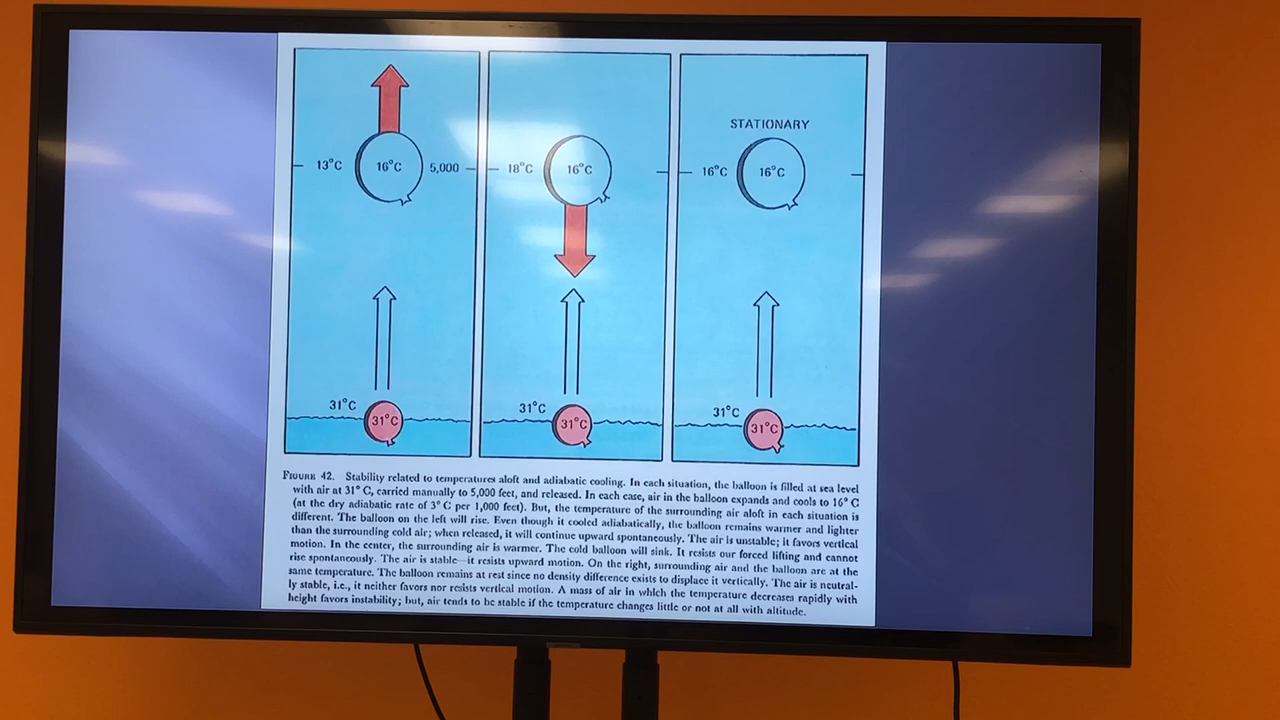 STATIONARY
13°C 16°C 5,000 18°C 16°C 16°C 16°C
31°C 31°C 31°C
31°C 31°C 31°C
FIGURE 42. Stability related to temperatures aloft and adiabatic cooling. In each situation, the balloon is filled at sea level
with air at 31° C, carried manually to 5,000 feet, and released. In each case, air in the balloon expands and cools to 16° C
(at the dry adiabatic rate of 3° C per 1,000 feet). But, the temperature of the surrounding air aloft in each situation is
different. The balloon on the left will rise. Even though it cooled adiabatically, the balloon remains warmer and lighter
than the surrounding cold air; when released, it will continue upward spontaneously. The air is unstable; it favors vertical
motion. In the center, the surrounding air is warmer. The cold balloon will sink. It resists our forced lifting and cannot
rise spontaneously. The air is stable—it resists upward motion. On the right, surrounding air and the balloon are at the
same temperature. The balloon remains at rest since no density difference exists to displace it vertically. The air is neutral-
ly stable, i.e., it neither favors nor resists vertical motion. A mass of air in which the temperature decreases rapidly with
height favors instability; but, air tends to be stable if the temperature changes little or not at all with altitude.